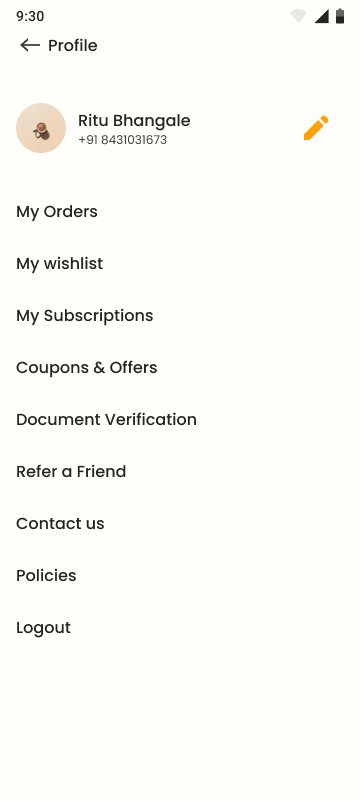 9:30
Profile
Ritu Bhangale
+91 8431031673
My Orders
My wishlist
My Subscriptions
Coupons & Offers
Document Verification
Refer a Friend
Contact us
Policies
Logout